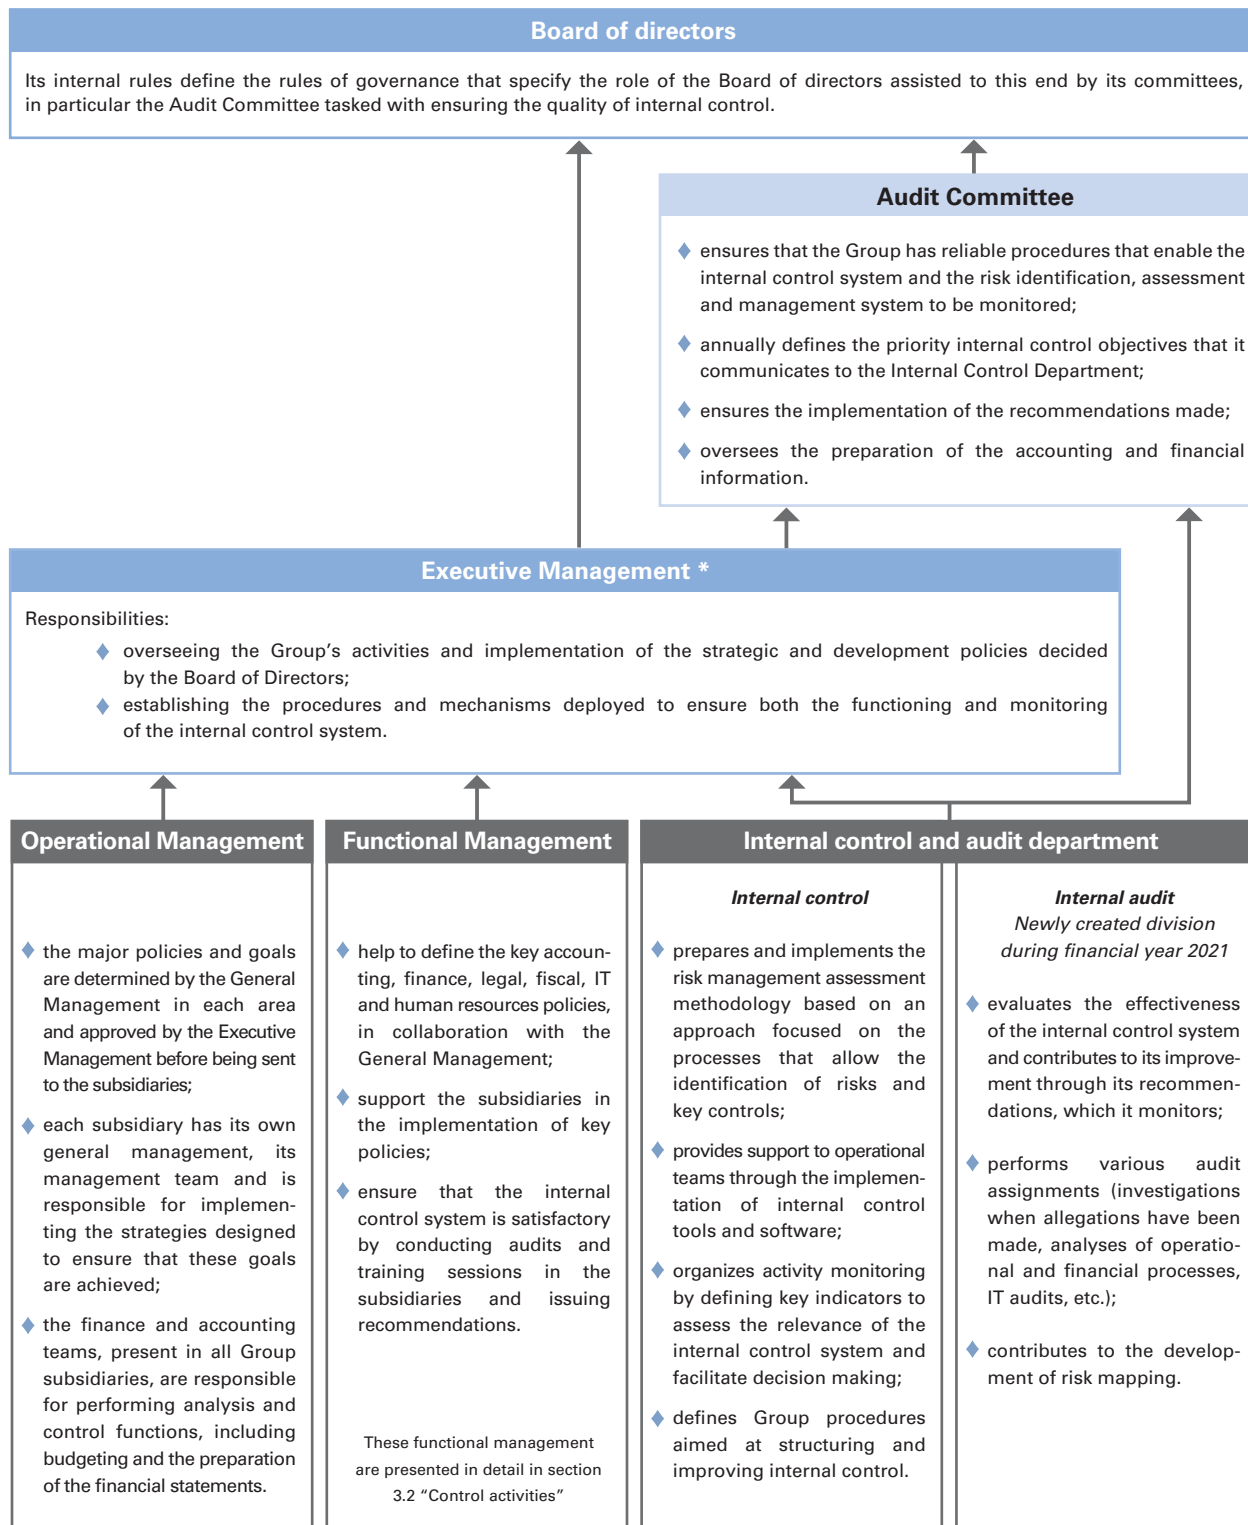 Board of directors
Its internal rules define the rules of governance that specify the role of the Board of directors assisted to this end by its committees,
in particular the Audit Committee tasked with ensuring the quality of internal control.
Audit Committee
ensures that the Group has reliable procedures that enable the
internal control system and the risk identification, assessment
and management system to be monitored;
annually defines the priority internal control objectives that it
communicates to the Internal Control Department;
ensures the implementation of the recommendations made;
oversees the preparation of the accounting and financial
information.
Executive Management *
Responsibilities:
overseeing the Group's activities and implementation of the strategic and development policies decided
by the Board of Directors;
establishing the procedures and mechanisms deployed to ensure both the functioning and monitoring
of the internal control system.
Operational Management
the major policies and goals
are determined by the General
Management in each area
and approved by the Executive
Management before being sent
to the subsidiaries;
each subsidiary has its own
general management, its
management team and is
responsible for implemen-
ting the strategies designed
to ensure that these goals
are achieved;
the finance and accounting
teams, present in all Group
subsidiaries, are responsible
for performing analysis and
control functions, including
budgeting and the preparation
of the financial statements.
Functional Management
help to define the key accoun-
ting, finance, legal, fiscal, IT
and human resources policies,
in collaboration with the
General Management;
support the subsidiaries in
the implementation of key
policies;
ensure that the internal
control system is satisfactory
by conducting audits and
training sessions in the
subsidiaries and issuing
recommendations.
These functional management
are presented in detail in section
3.2 “Control activities”
Internal control and audit department
Internal control
prepares and implements the
risk management assessment
methodology based on an
approach focused on the
processes that allow the
identification of risks and
key controls;
provides support to operational
teams through the implemen-
tation of internal control
tools and software;
organizes activity monitoring
by defining key indicators to
assess the relevance of the
internal control system and
facilitate decision making;
defines Group procedures
aimed at structuring and
improving internal control.
Internal audit
Newly created division
during financial year 2021
evaluates the effectiveness
of the internal control system
and contributes to its improve-
ment through its recommen-
dations, which it monitors;
performs various audit
assignments (investigations
when allegations have been
made, analyses of operatio-
nal and financial processes,
IT audits, etc.);
contributes to the develop-
ment of risk mapping.